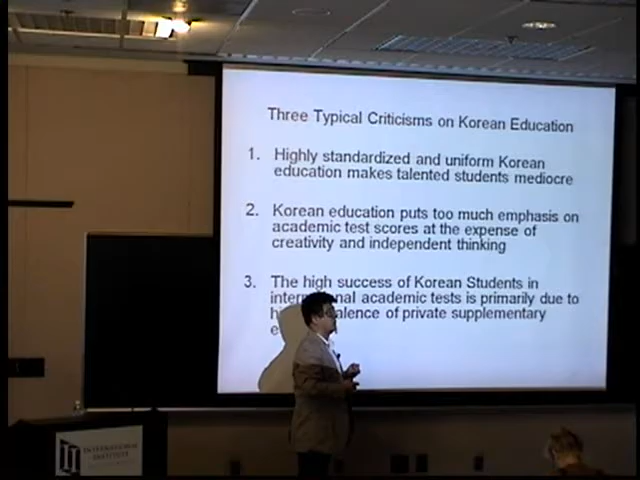 Three Typical Criticisms on Korean Education
1. Highly standardized and uniform Korean
education makes talented students mediocre
2. Korean education puts too much emphasis on
academic test scores at the expense of
creativity and independent thinking
3. The high success of Korean Students in
academic tests is primarily due to
of private supplementary
INTERNATIONAL
INSTITUTE